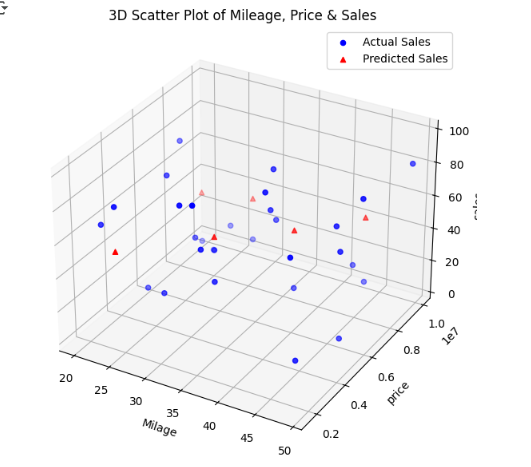 3D Scatter Plot of Mileage, Price & Sales
Actual Sales
Predicted Sales
100
80
60
40
20
0
sales
1e7
1.0
0.8
0.6
0.4
0.2
price
20
25
30
35
40
45
50
Milage